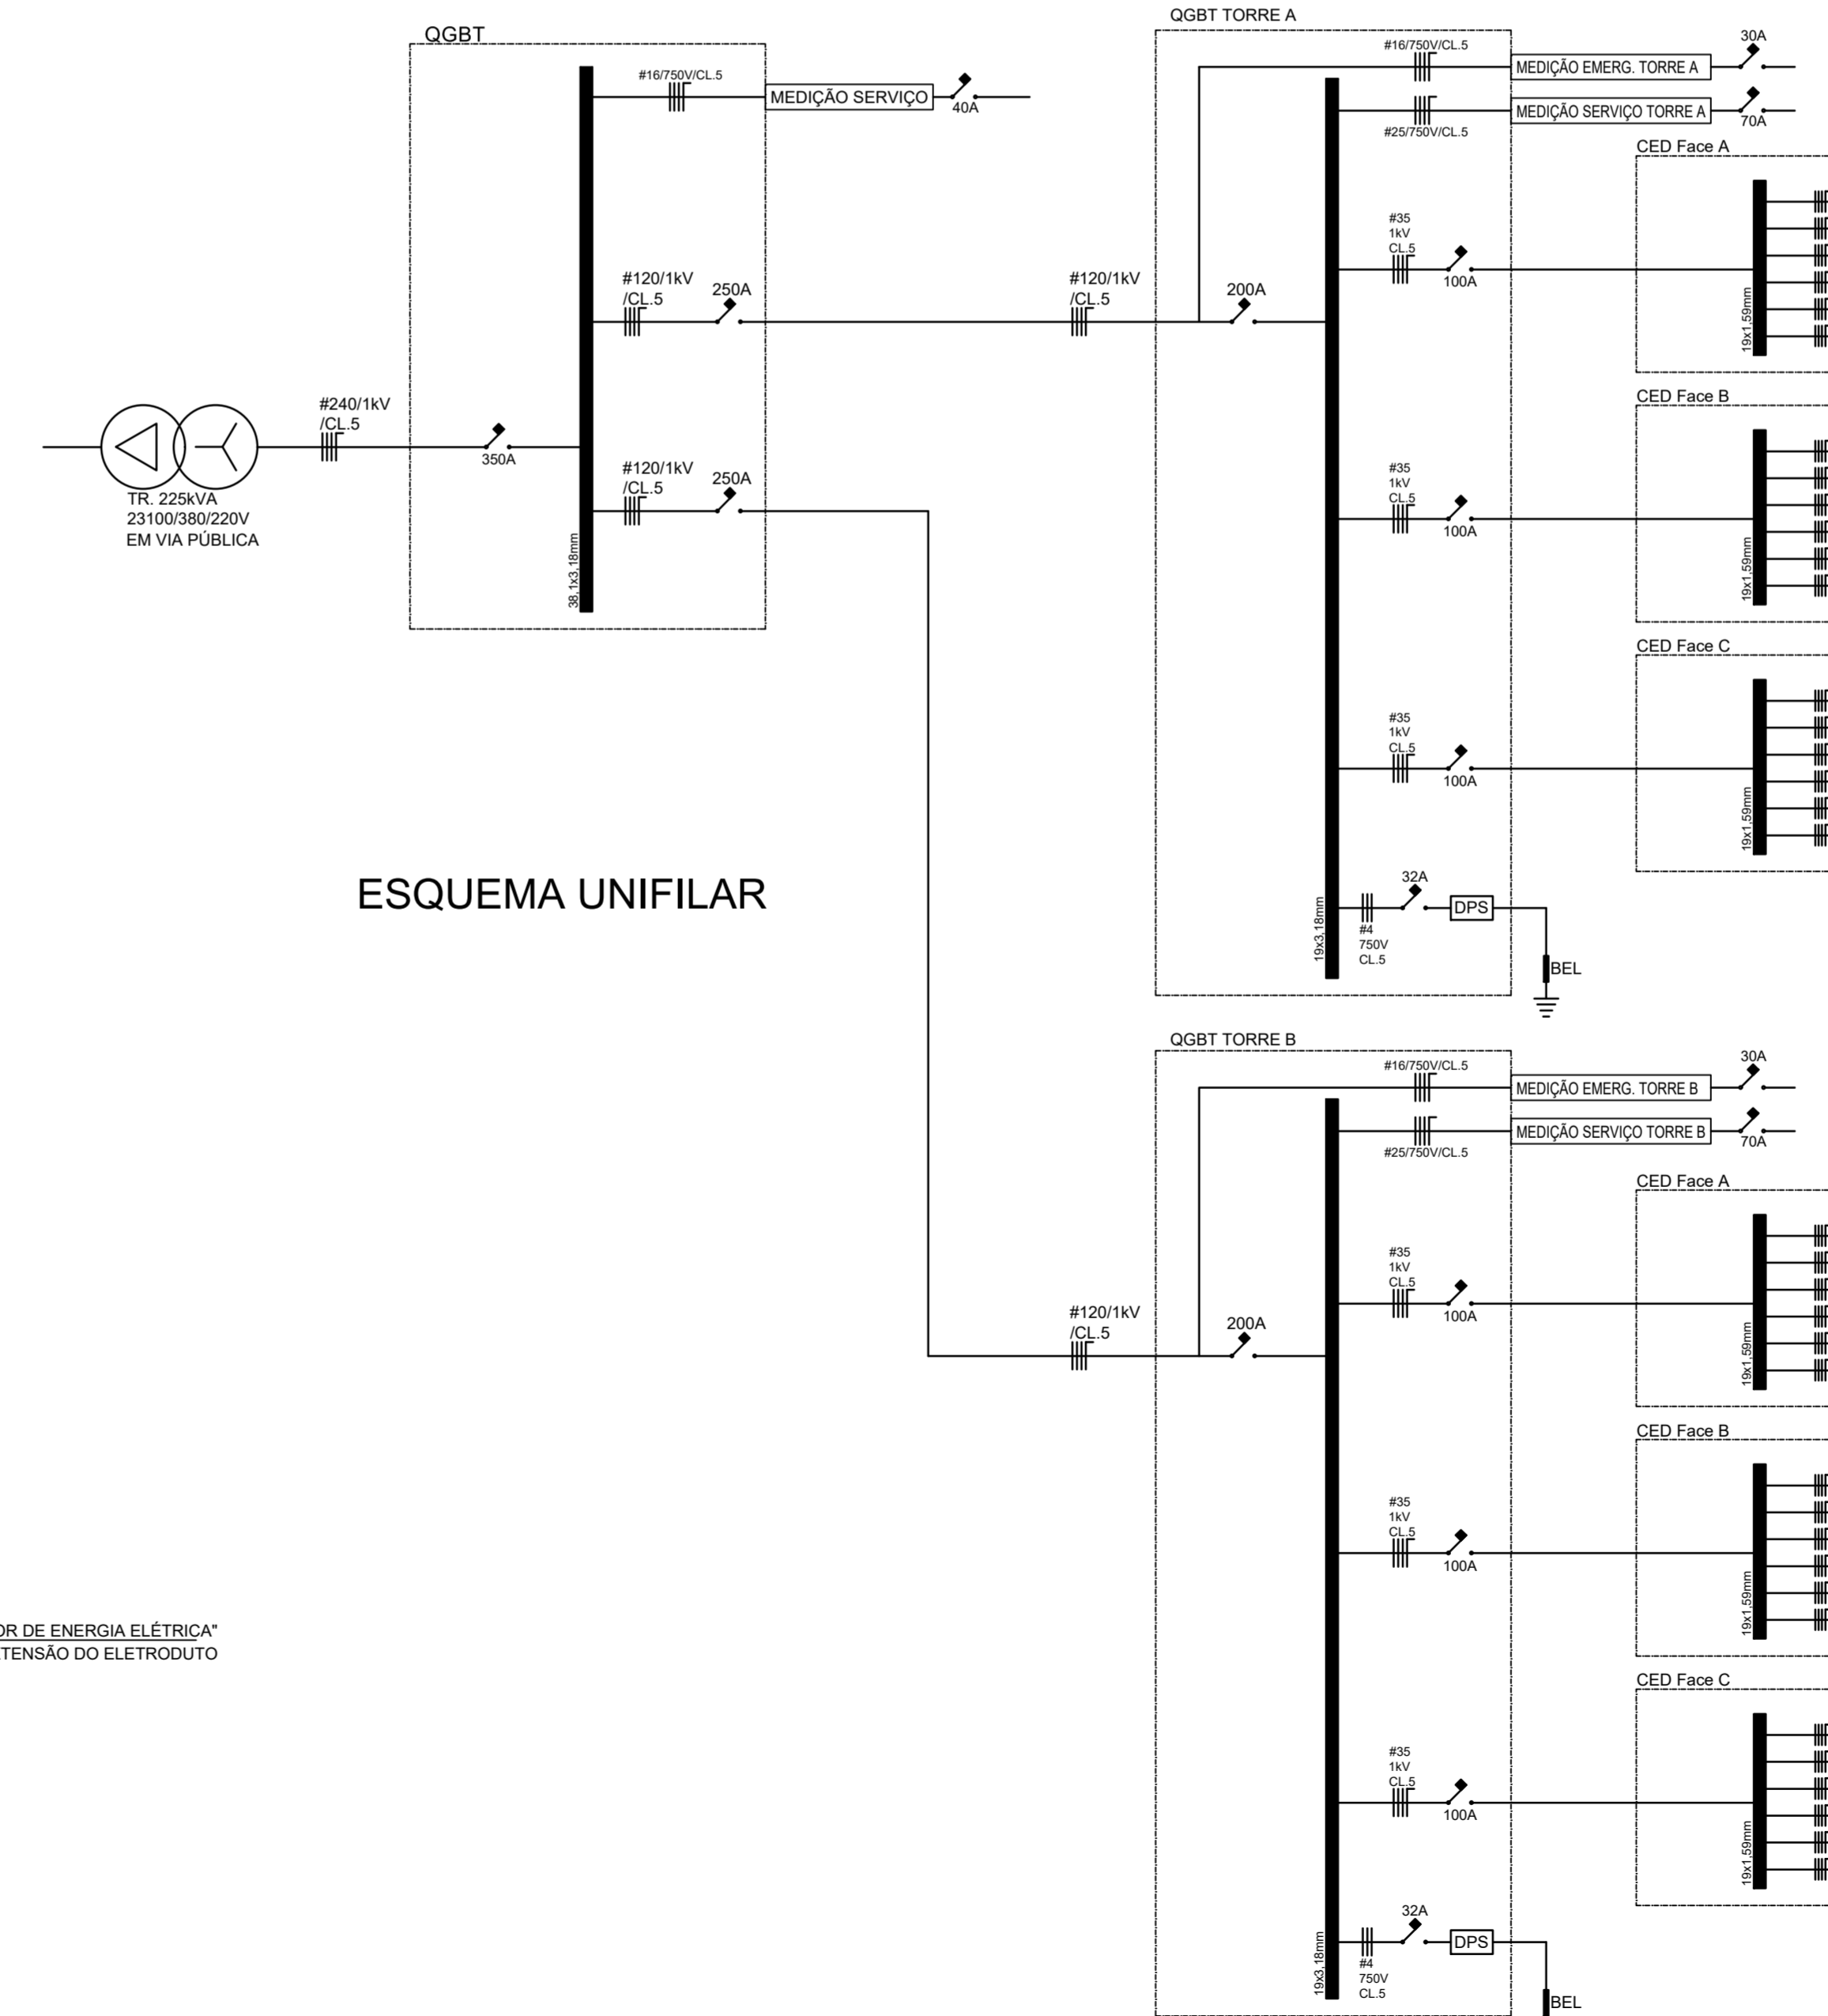 QGBT
#16/750V/CL.5
MEDIÇÃO SERVIÇO
40A
#120/1kV
/CL.5
250A
#240/1kV
/CL.5
350A
#120/1kV
/CL.5
250A
38,1x3,18mm
TR. 225kVA
23100/380/220V
EM VIA PÚBLICA
ESQUEMA UNIFILAR
QGBT TORRE A
#16/750V/CL.5
MEDIÇÃO EMERG. TORRE A
30A
MEDIÇÃO SERVIÇO TORRE A
70A
#25/750V/CL.5
#120/1kV
/CL.5
200A
CED Face A
#35
1kV
CL.5
100A
19x1,59mm
CED Face B
#35
1kV
CL.5
100A
19x1,59mm
CED Face C
#35
1kV
CL.5
100A
19x1,59mm
32A
DPS
#4
750V
CL.5
19x3,18mm
BEL
QGBT TORRE B
#16/750V/CL.5
MEDIÇÃO EMERG. TORRE B
30A
MEDIÇÃO SERVIÇO TORRE B
70A
#25/750V/CL.5
#120/1kV
/CL.5
200A
CED Face A
#35
1kV
CL.5
100A
19x1,59mm
CED Face B
#35
1kV
CL.5
100A
19x1,59mm
CED Face C
#35
1kV
CL.5
100A
19x1,59mm
32A
DPS
#4
750V
CL.5
19x3,18mm
BEL
OR DE ENERGIA ELÉTRICA"
TENSÃO DO ELETRODUTO